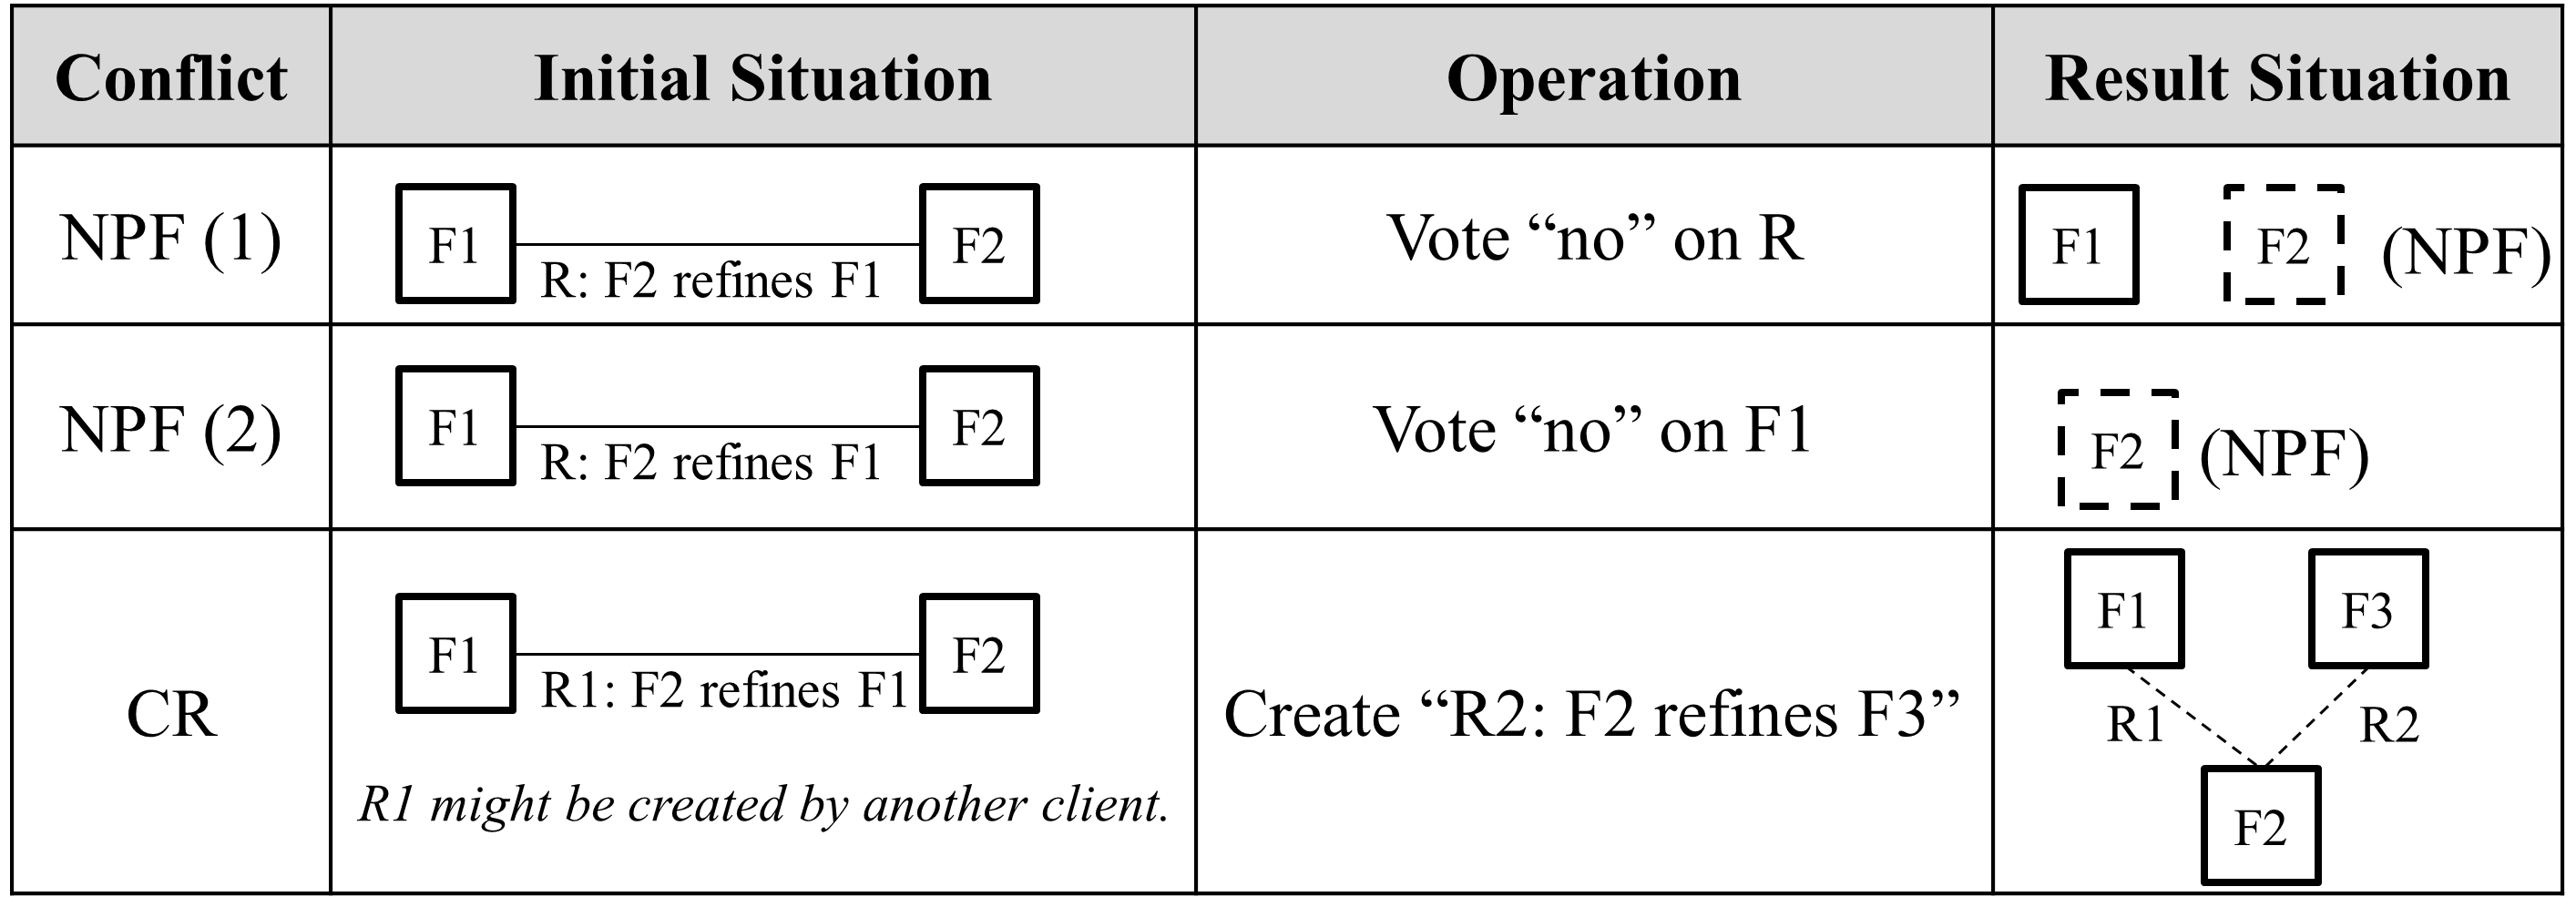 Conflict
Initial Situation
Operation
Result Situation
NPF (1)
F1
F2
R: F2 refines F1
Vote “no” on R
F1
F2
(NPF)
NPF (2)
F1
F2
R: F2 refines F1
Vote “no” on F1
F2
(NPF)
CR
F1
F2
R1: F2 refines F1
R1 might be created by another client.
Create “R2: F2 refines F3”
F1
F3
R1
R2
F2